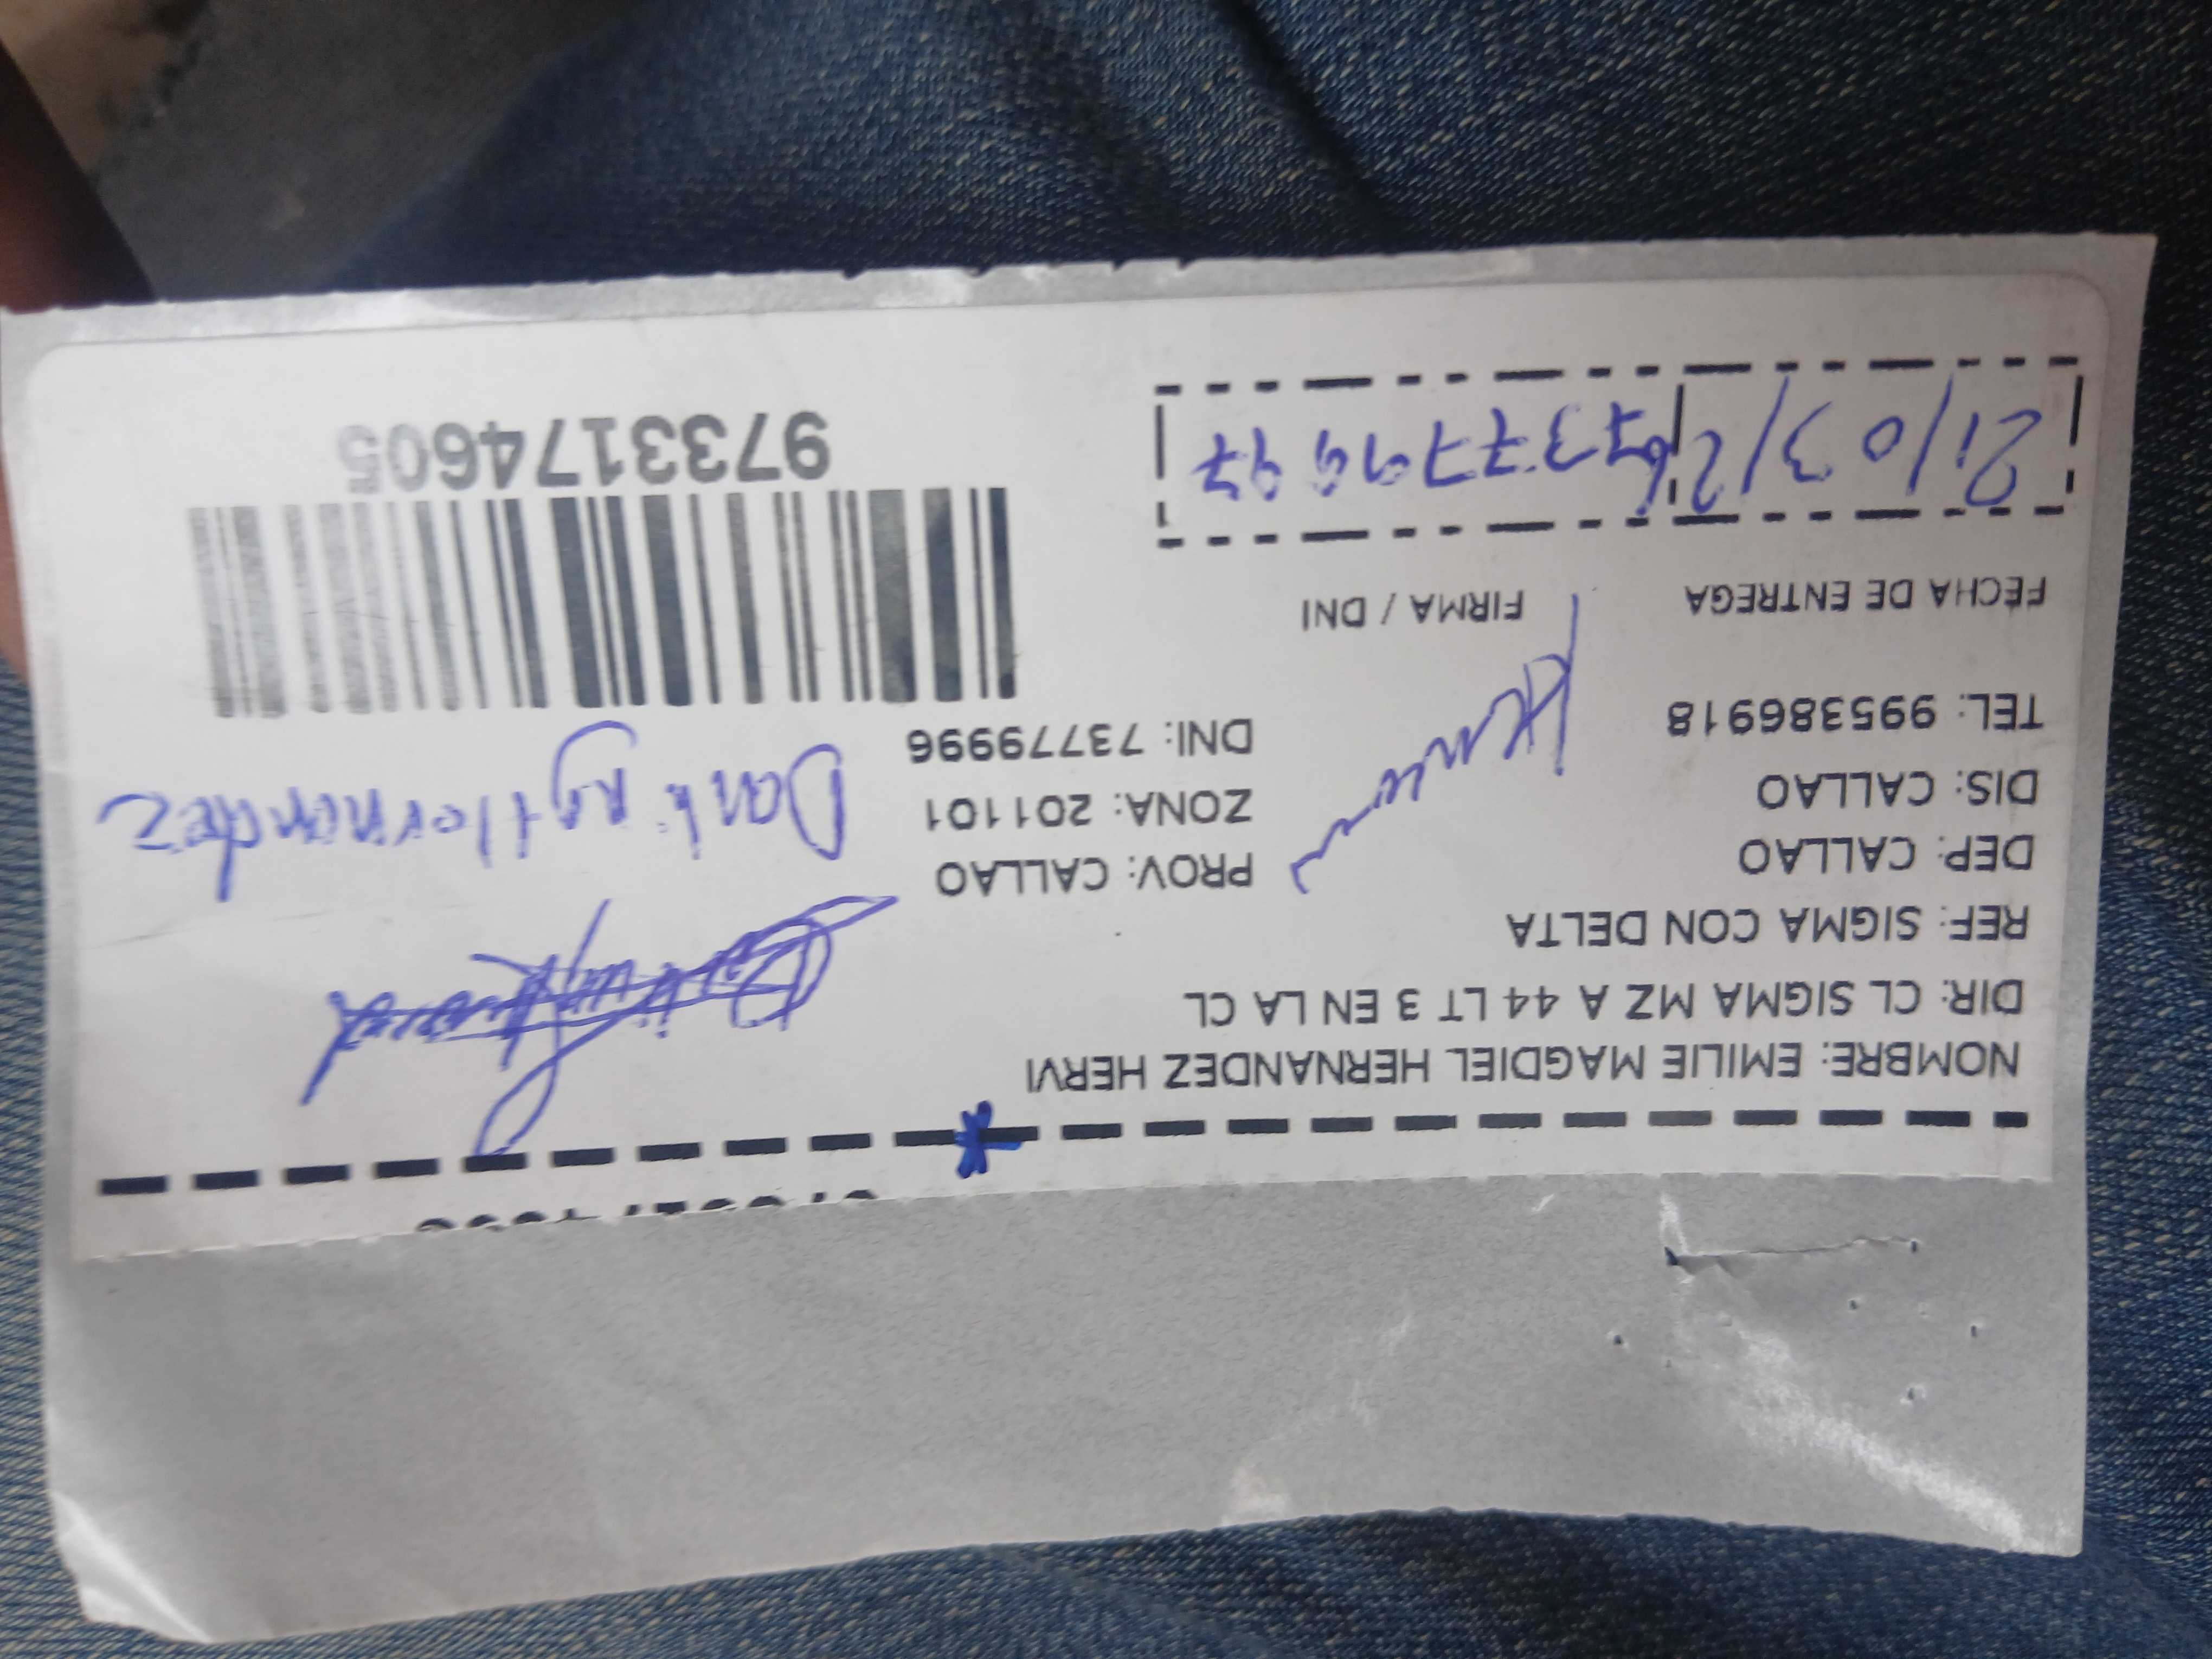 NOMBRE: EMILIE MAGDIEL HERNANDEZ HERVI
DIR: CL SIGMA MZ A 44 LT 3 EN LA CL
REF: SIGMA CON DELTA
DEP: CALLAO PROV: CALLAO
DIS: CALLAO ZONA: 201101
TEL: 995386918 DNI: 73779996
Hernandez
FECHA DE ENTREGA FIRMA / DNI
21/03/26 73779997
9733174605